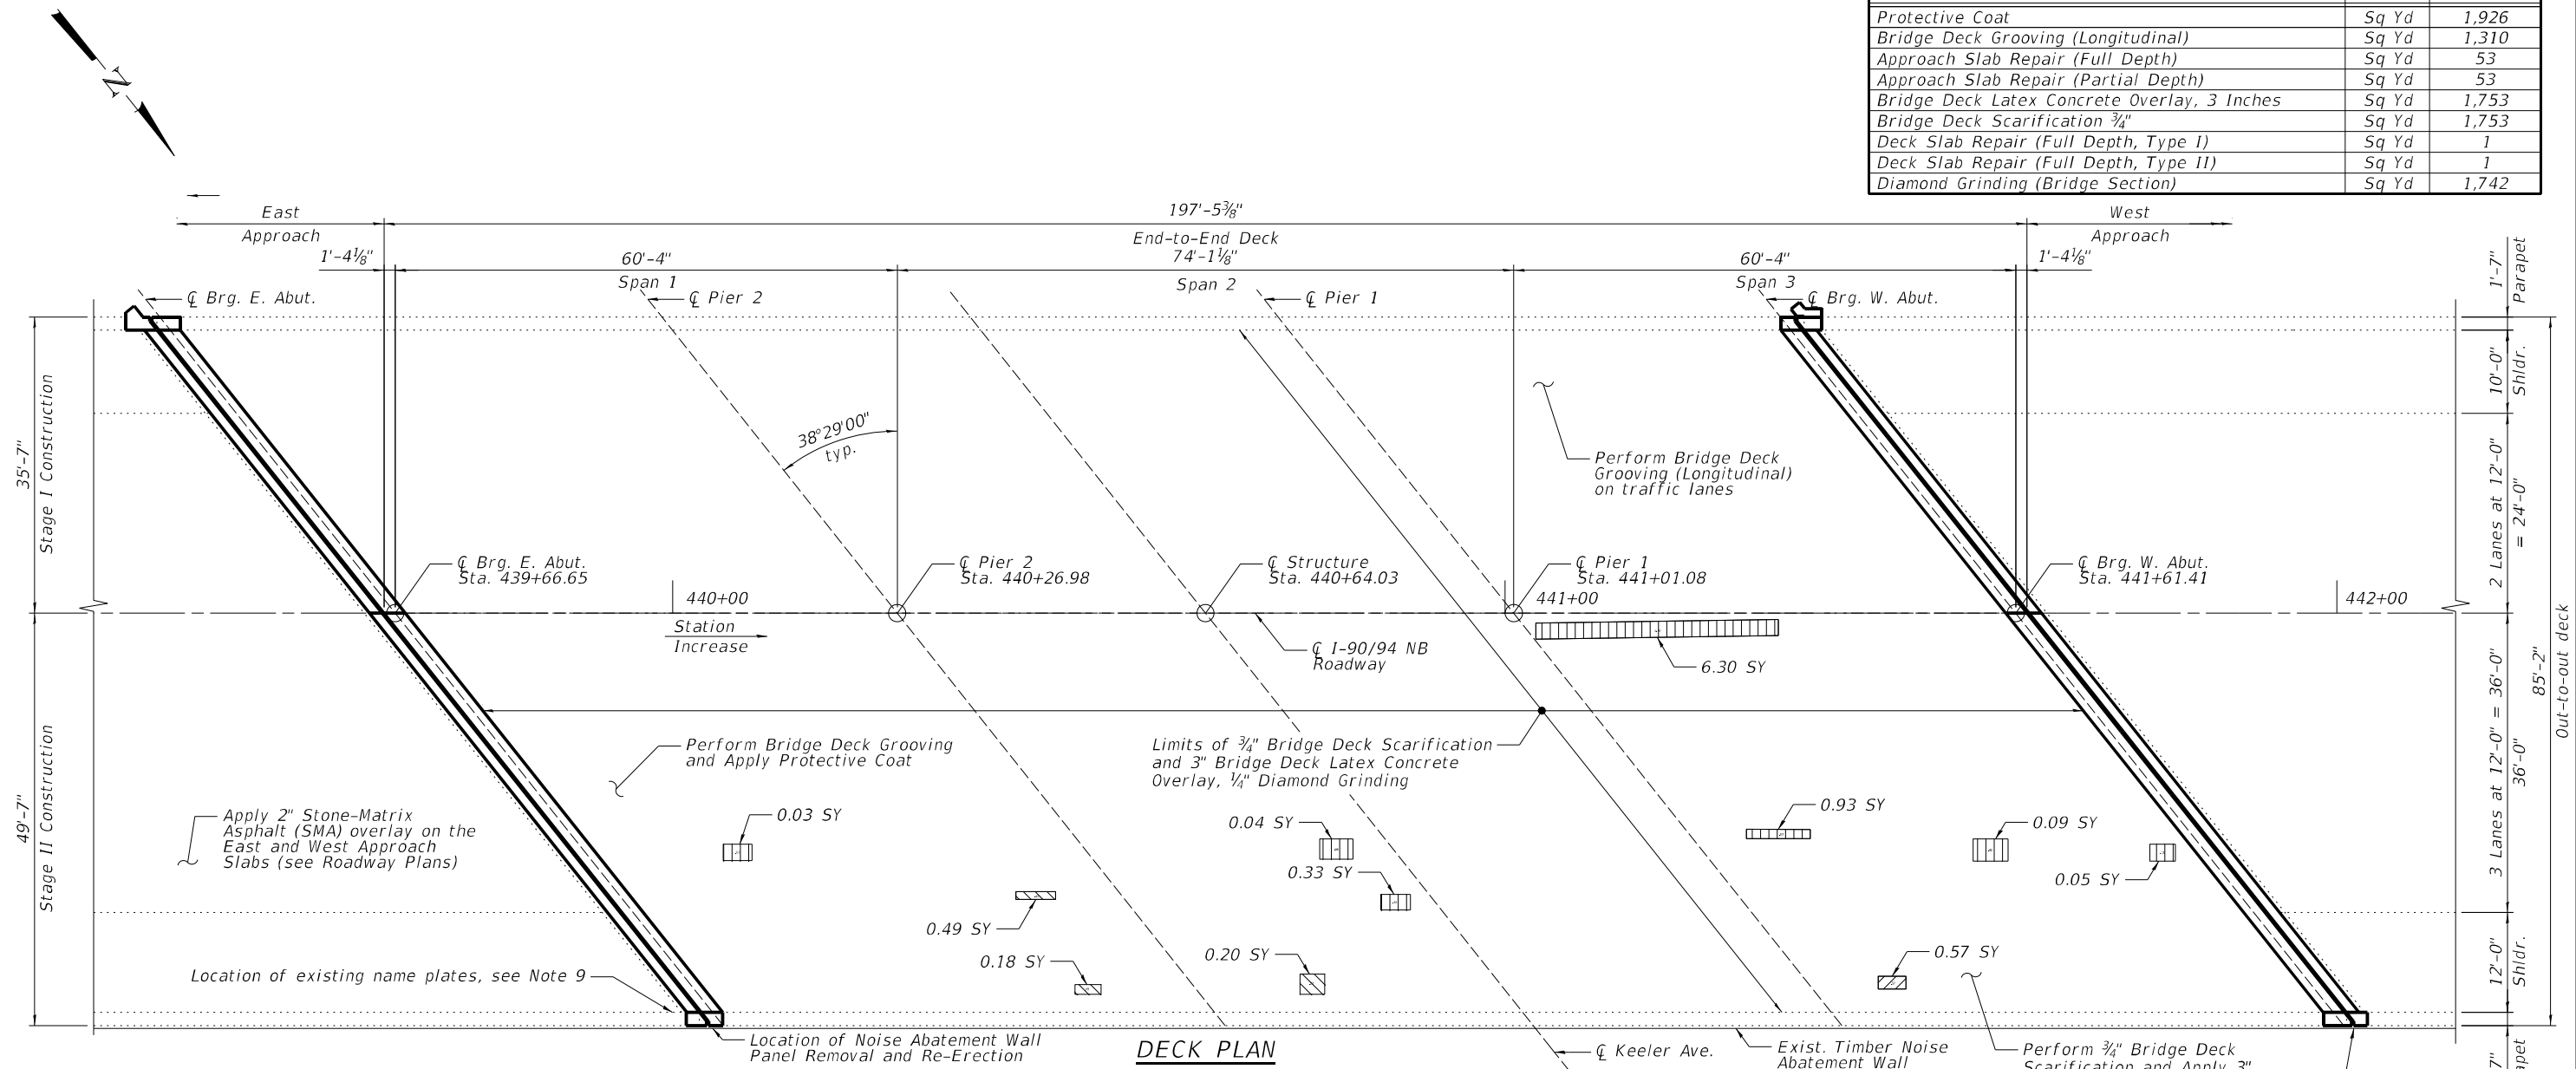 Protective Coat Sq Yd 1,926
Bridge Deck Grooving (Longitudinal) Sq Yd 1,310
Approach Slab Repair (Full Depth) Sq Yd 53
Approach Slab Repair (Partial Depth) Sq Yd 53
Bridge Deck Latex Concrete Overlay, 3 Inches Sq Yd 1,753
Bridge Deck Scarification ¾" Sq Yd 1,753
Deck Slab Repair (Full Depth, Type I) Sq Yd 1
Deck Slab Repair (Full Depth, Type II) Sq Yd 1
Diamond Grinding (Bridge Section) Sq Yd 1,742
N
East
Approach
197'-5⅜"
End-to-End Deck
West
Approach
1'-4⅛"
60'-4"
Span 1
74'-1⅛"
Span 2
60'-4"
Span 3
1'-4⅛"
℄ Brg. E. Abut.
℄ Pier 2
℄ Pier 1
℄ Brg. W. Abut.
1'-7"
Parapet
10'-0"
Shldr.
2 Lanes at 12'-0"
= 24'-0"
3 Lanes at 12'-0" = 36'-0"
36'-0"
12'-0"
Shldr.
85'-2"
Out-to-out deck
35'-7"
Stage I Construction
49'-7"
Stage II Construction
38°29'00"
typ.
Perform Bridge Deck
Grooving (Longitudinal)
on traffic lanes
℄ Brg. E. Abut.
Sta. 439+66.65
℄ Pier 2
Sta. 440+26.98
℄ Structure
Sta. 440+64.03
℄ Pier 1
Sta. 441+01.08
℄ Brg. W. Abut.
Sta. 441+61.41
440+00
441+00
442+00
Station
Increase
℄ I-90/94 NB
Roadway
6.30 SY
Perform Bridge Deck Grooving
and Apply Protective Coat
Limits of ¾" Bridge Deck Scarification
and 3" Bridge Deck Latex Concrete
Overlay, ¼" Diamond Grinding
Apply 2" Stone-Matrix
Asphalt (SMA) overlay on the
East and West Approach
Slabs (see Roadway Plans)
0.03 SY
0.04 SY
0.33 SY
0.93 SY
0.09 SY
0.05 SY
0.49 SY
0.18 SY
0.20 SY
0.57 SY
Location of existing name plates, see Note 9
Location of Noise Abatement Wall
Panel Removal and Re-Erection
DECK PLAN
℄ Keeler Ave.
Exist. Timber Noise
Abatement Wall
Perform ¾" Bridge Deck
Scarification and Apply 3"